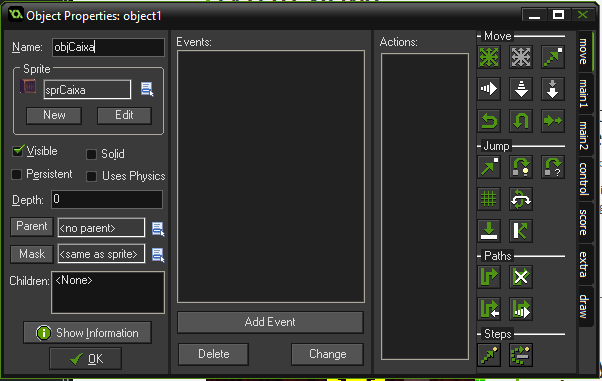 Object Properties: object1
Name: objCaixa
Sprite
sprCaixa
New Edit
Visible Solid
Persistent Uses Physics
Depth: 0
Parent <no parent>
Mask <same as sprite>
Children: <None>
Show Information
OK
Events:
Add Event
Delete Change
Actions:
Move
Jump
Paths
Steps
move
main1
main2
control
score
extra
draw